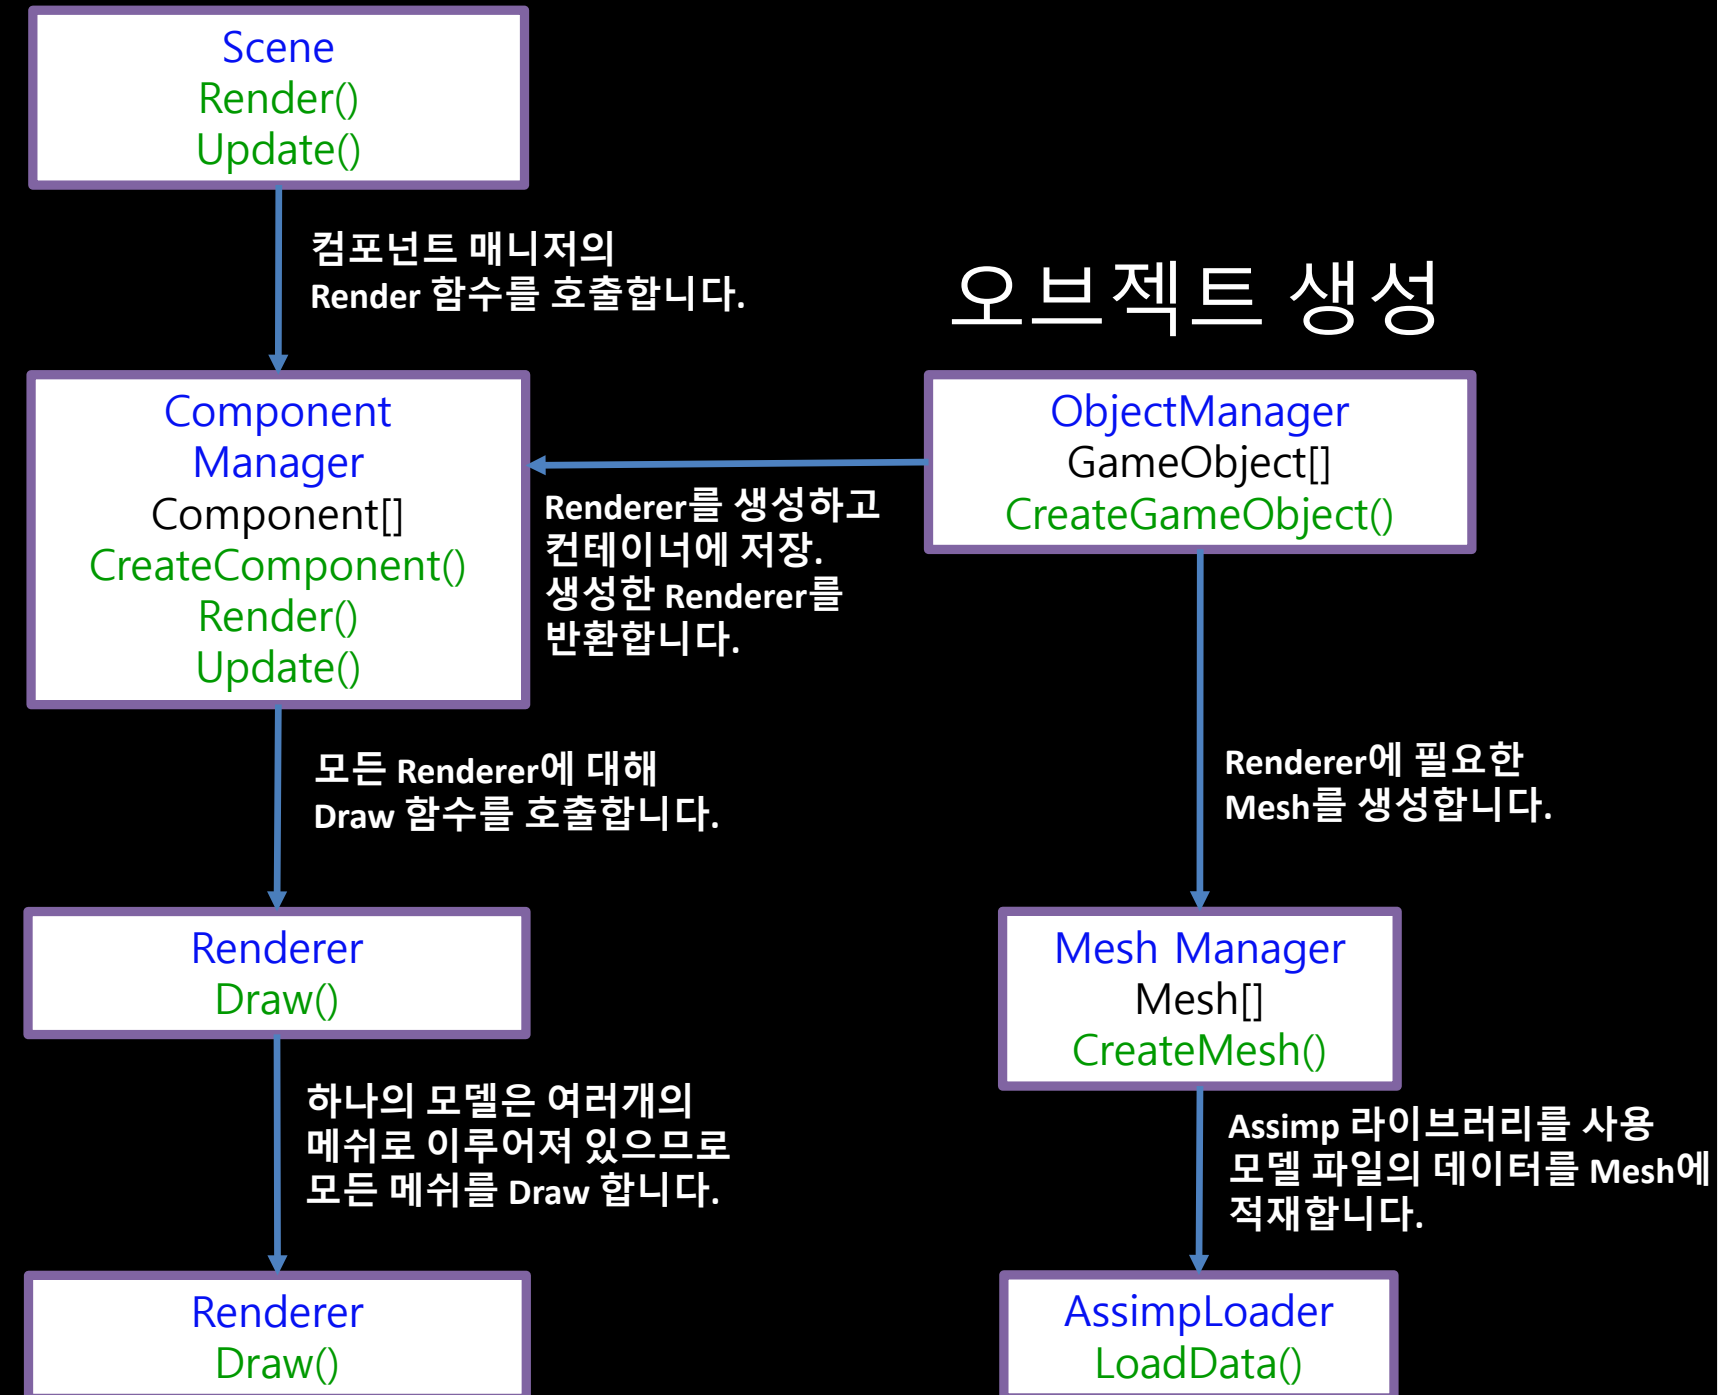 Scene
Render()
Update()
컴포넌트 매니저의
Render 함수를 호출합니다.
오브젝트 생성
Component
Manager
Component[]
CreateComponent()
Render()
Update()
Renderer를 생성하고
컨테이너에 저장.
생성한 Renderer를
반환합니다.
ObjectManager
GameObject[]
CreateGameObject()
모든 Renderer에 대해
Draw 함수를 호출합니다.
Renderer에 필요한
Mesh를 생성합니다.
Renderer
Draw()
Mesh Manager
Mesh[]
CreateMesh()
하나의 모델은 여러개의
메쉬로 이루어져 있으므로
모든 메쉬를 Draw 합니다.
Assimp 라이브러리를 사용
모델 파일의 데이터를 Mesh에
적재합니다.
Renderer
Draw()
AssimpLoader
LoadData()